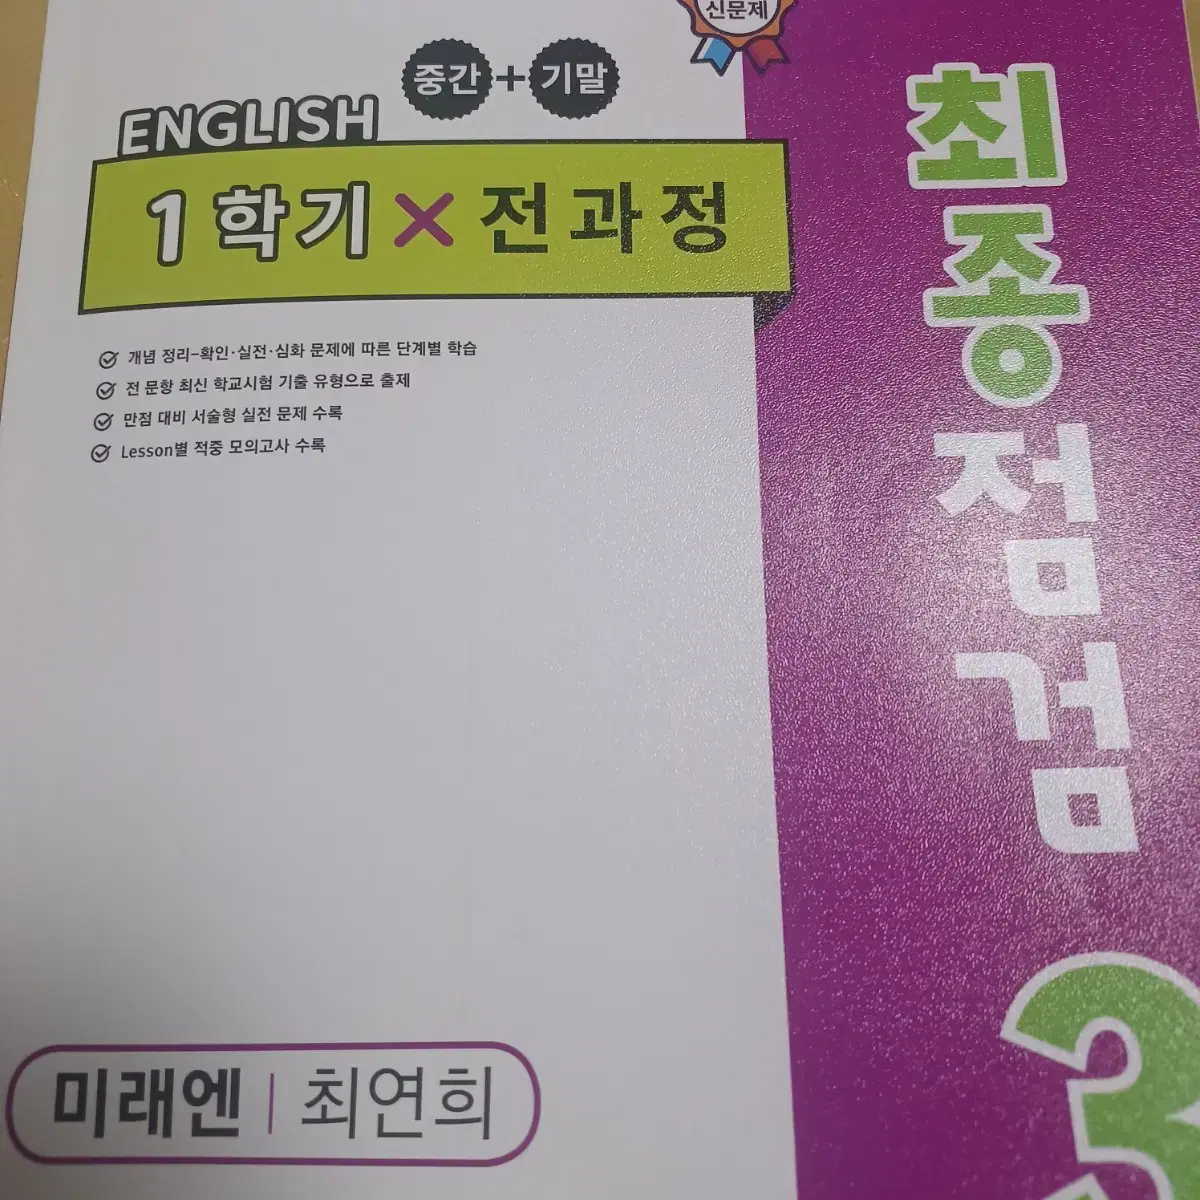 신문제
중간 + 기말
ENGLISH
1학기 × 전과정
개념 정리-확인·실전·심화 문제에 따른 단계별 학습
전 문항 최신 학교시험 기출 유형으로 출제
만점 대비 서술형 실전 문제 수록
Lesson별 적중 모의고사 수록
최종점검
3
미래엔 | 최연희